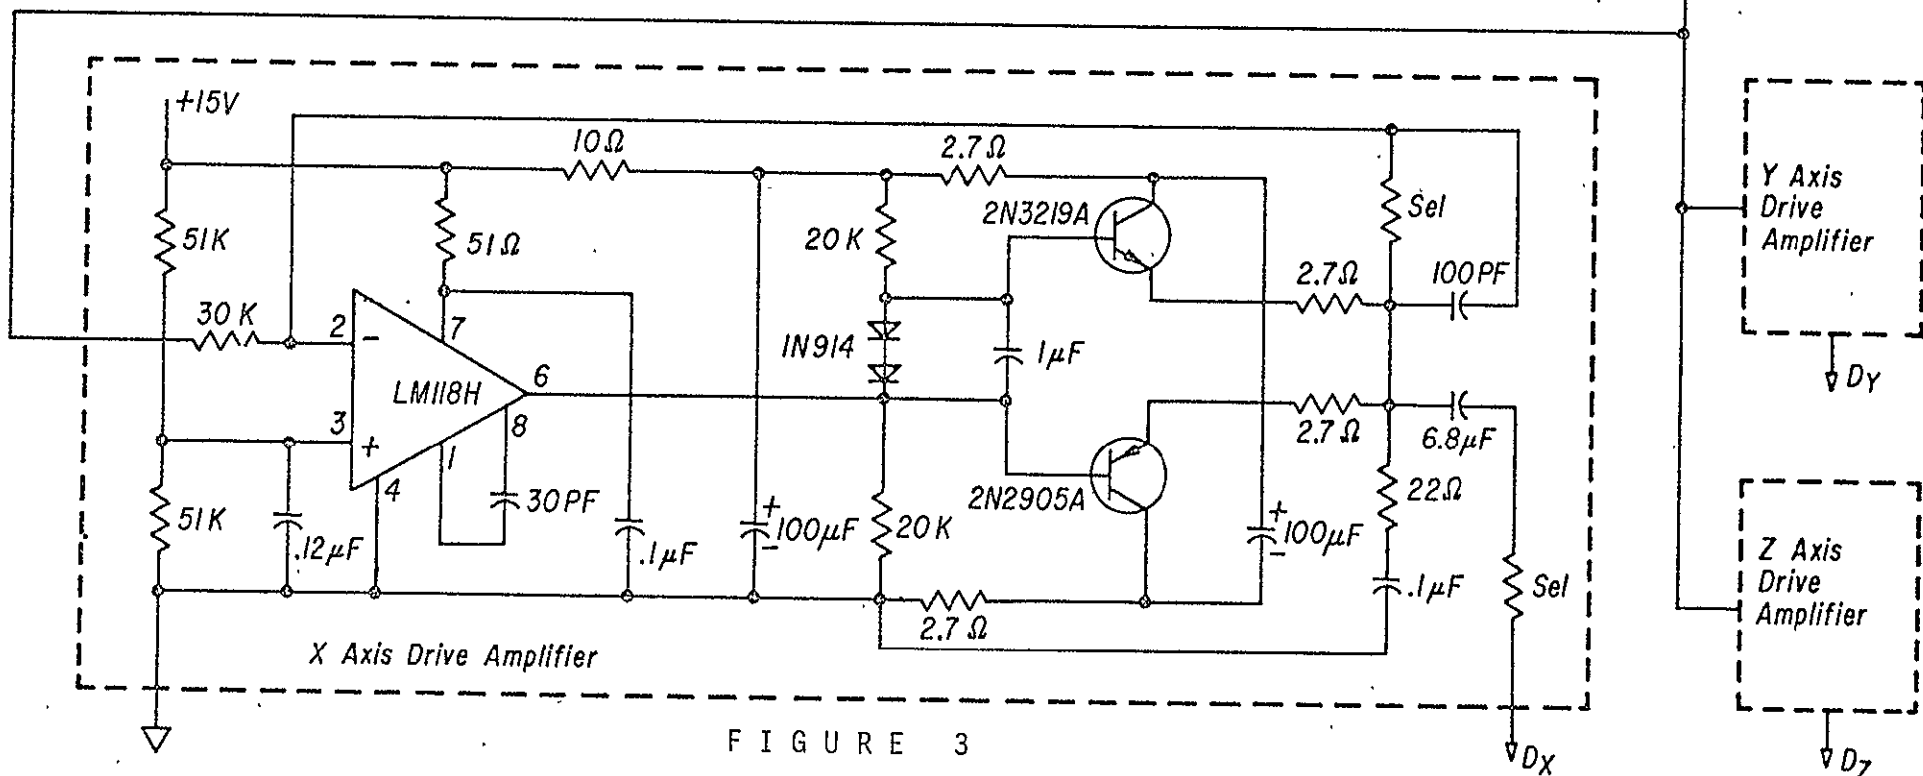 +15V
10Ω
2.7Ω
2N3219A
Sel
51K
51Ω
20K
2.7Ω
100PF
30K
2
-
7
1N914
1µF
LM118H
6
3
+
8
1
4
2.7Ω
6.8µF
51K
.12µF
30PF
.1µF
+
100µF
-
20K
2N2905A
+
100µF
-
22Ω
.1µF
Sel
2.7Ω
X Axis Drive Amplifier
DX
Y Axis
Drive
Amplifier
DY
Z Axis
Drive
Amplifier
DZ
FIGURE 3